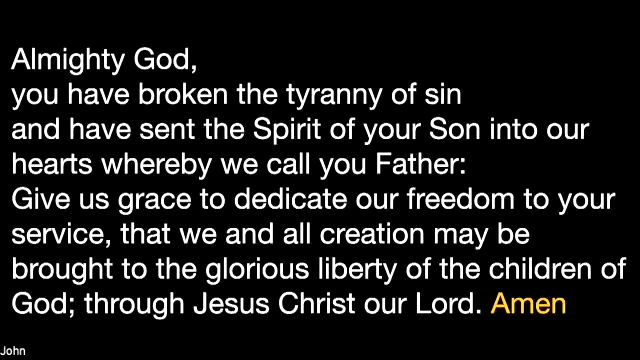 Almighty God,
you have broken the tyranny of sin
and have sent the Spirit of your Son into our
hearts whereby we call you Father:
Give us grace to dedicate our freedom to your
service, that we and all creation may be
brought to the glorious liberty of the children of
God; through Jesus Christ our Lord. Amen
John